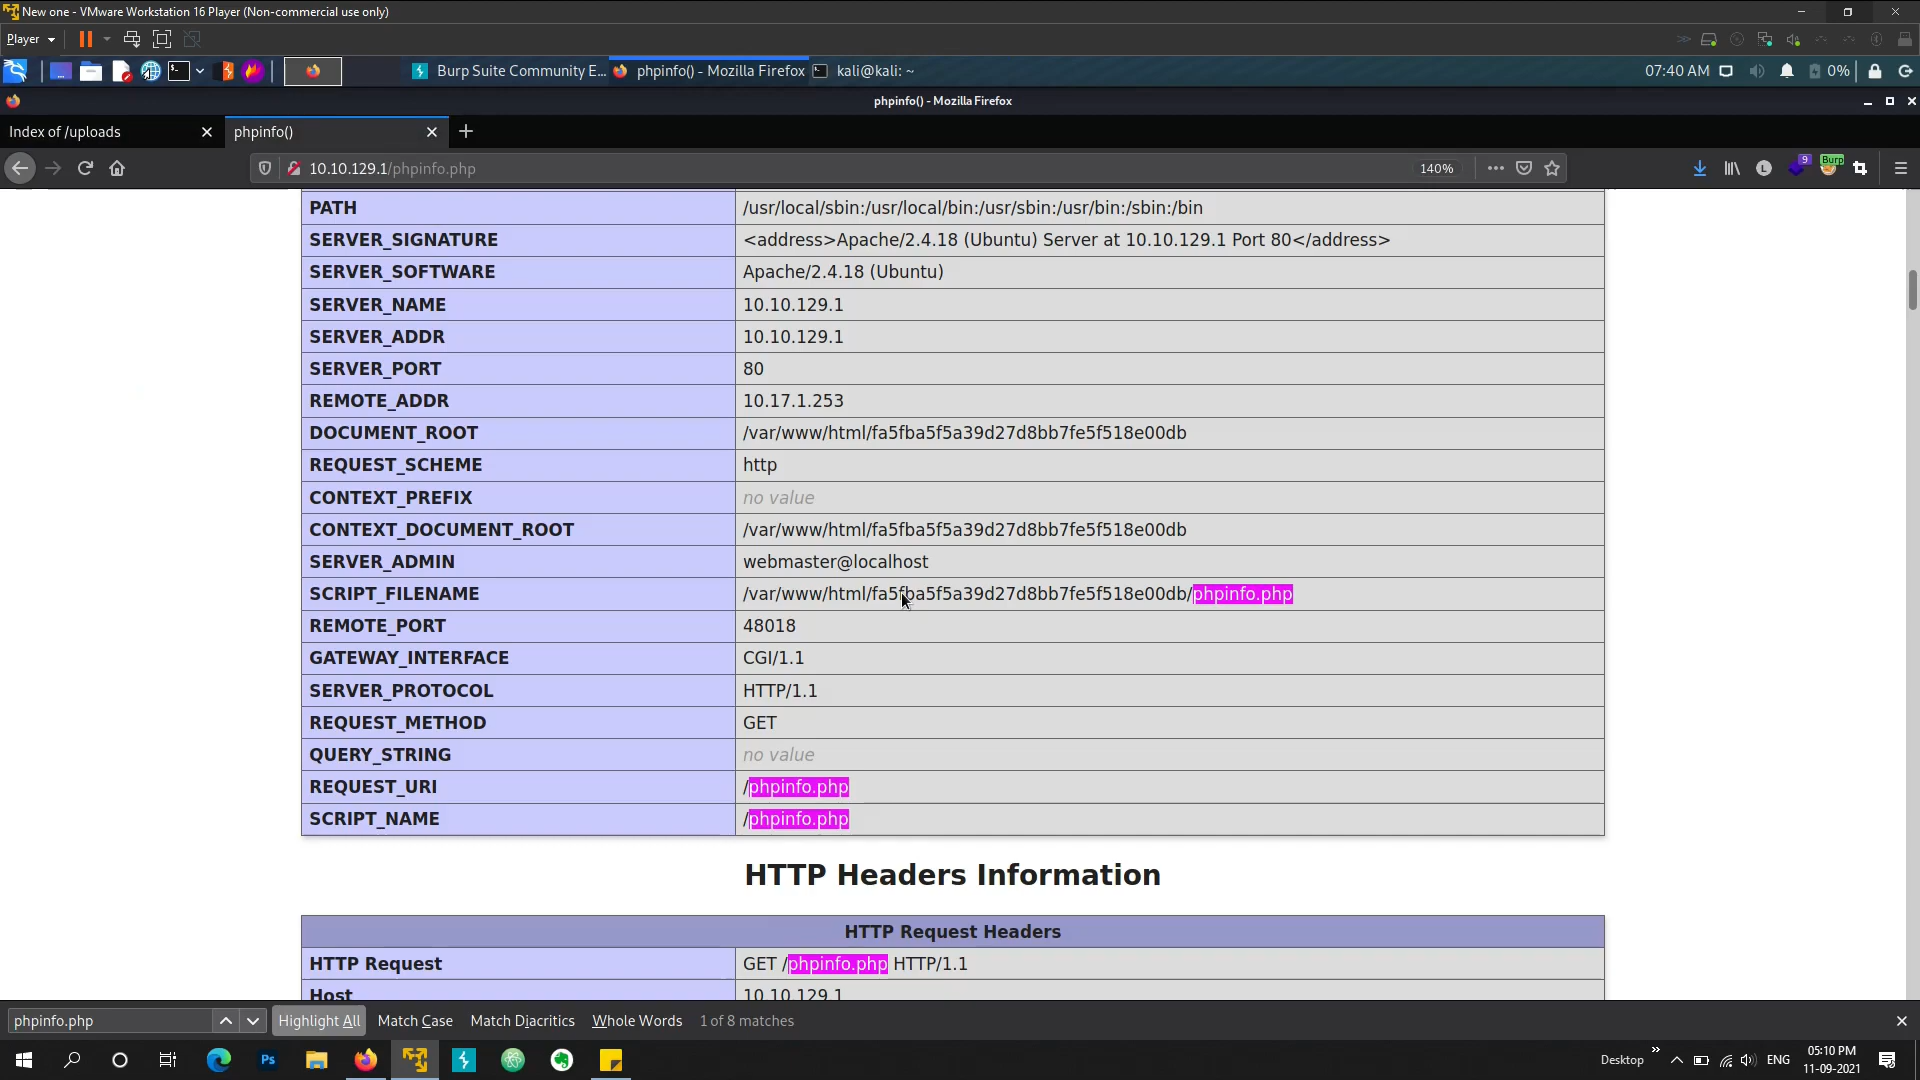 New one - VMware Workstation 16 Player (Non-commercial use only)
Player
Burp Suite Community E...
phpinfo() - Mozilla Firefox
kali@kali: ~
07:40 AM
0%
phpinfo() - Mozilla Firefox
Index of /uploads
phpinfo()
10.10.129.1/phpinfo.php
140%
9
Burp
PATH /usr/local/sbin:/usr/local/bin:/usr/sbin:/usr/bin:/sbin:/bin
SERVER_SIGNATURE <address>Apache/2.4.18 (Ubuntu) Server at 10.10.129.1 Port 80</address>
SERVER_SOFTWARE Apache/2.4.18 (Ubuntu)
SERVER_NAME 10.10.129.1
SERVER_ADDR 10.10.129.1
SERVER_PORT 80
REMOTE_ADDR 10.17.1.253
DOCUMENT_ROOT /var/www/html/fa5fba5f5a39d27d8bb7fe5f518e00db
REQUEST_SCHEME http
CONTEXT_PREFIX no value
CONTEXT_DOCUMENT_ROOT /var/www/html/fa5fba5f5a39d27d8bb7fe5f518e00db
SERVER_ADMIN webmaster@localhost
SCRIPT_FILENAME /var/www/html/fa5fba5f5a39d27d8bb7fe5f518e00db/phpinfo.php
REMOTE_PORT 48018
GATEWAY_INTERFACE CGI/1.1
SERVER_PROTOCOL HTTP/1.1
REQUEST_METHOD GET
QUERY_STRING no value
REQUEST_URI /phpinfo.php
SCRIPT_NAME /phpinfo.php
HTTP Headers Information
HTTP Request Headers
HTTP Request GET /phpinfo.php HTTP/1.1
Host 10.10.129.1
phpinfo.php
Highlight All
Match Case
Match Diacritics
Whole Words
1 of 8 matches
Ps
Desktop
ENG
05:10 PM
11-09-2021